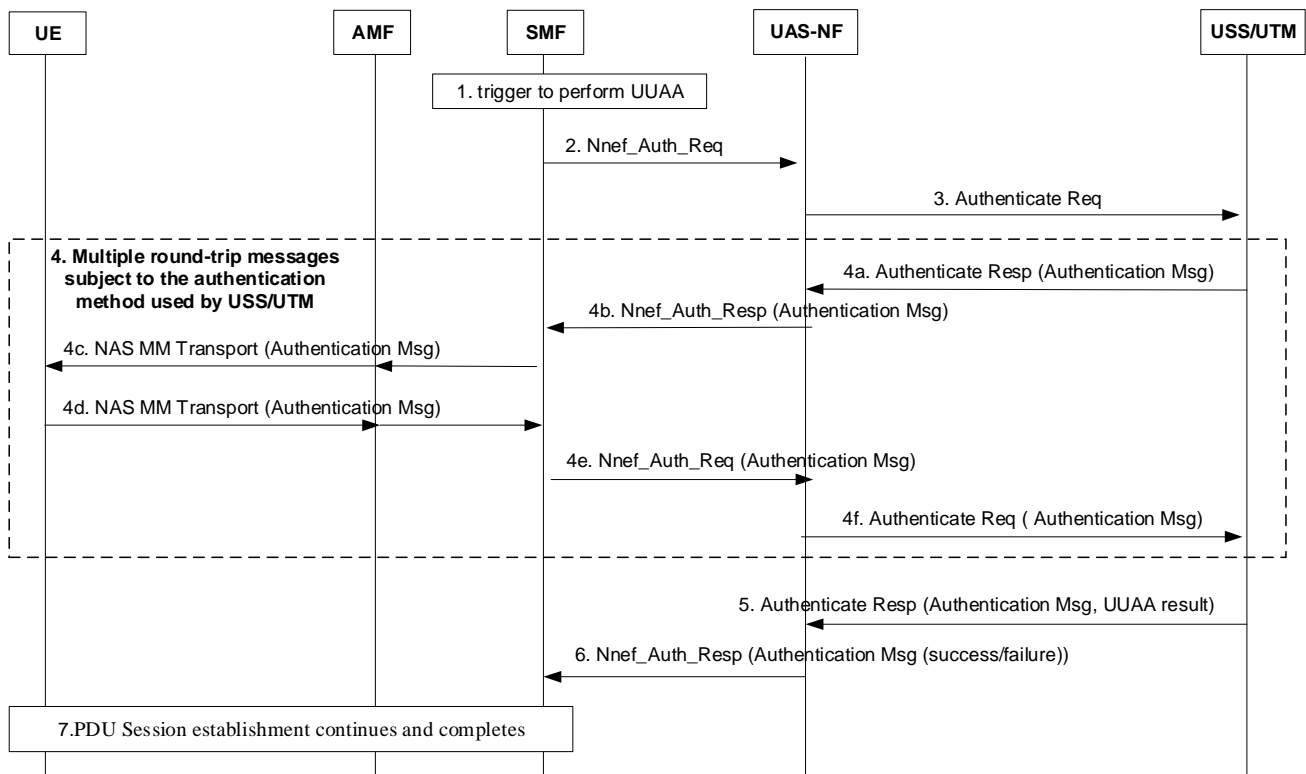 UE
AMF
SMF
UAS-NF
USS/UTM
1. trigger to perform UUAA
2. Nnef_Auth_Req
3. Authenticate Req
4. Multiple round-trip messages
subject to the authentication
method used by USS/UTM
4a. Authenticate Resp (Authentication Msg)
4b. Nnef_Auth_Resp (Authentication Msg)
4c. NAS MM Transport (Authentication Msg)
4d. NAS MM Transport (Authentication Msg)
4e. Nnef_Auth_Req (Authentication Msg)
4f. Authenticate Req ( Authentication Msg)
5. Authenticate Resp (Authentication Msg, UUAA result)
6. Nnef_Auth_Resp (Authentication Msg (success/failure))
7.PDU Session establishment continues and completes